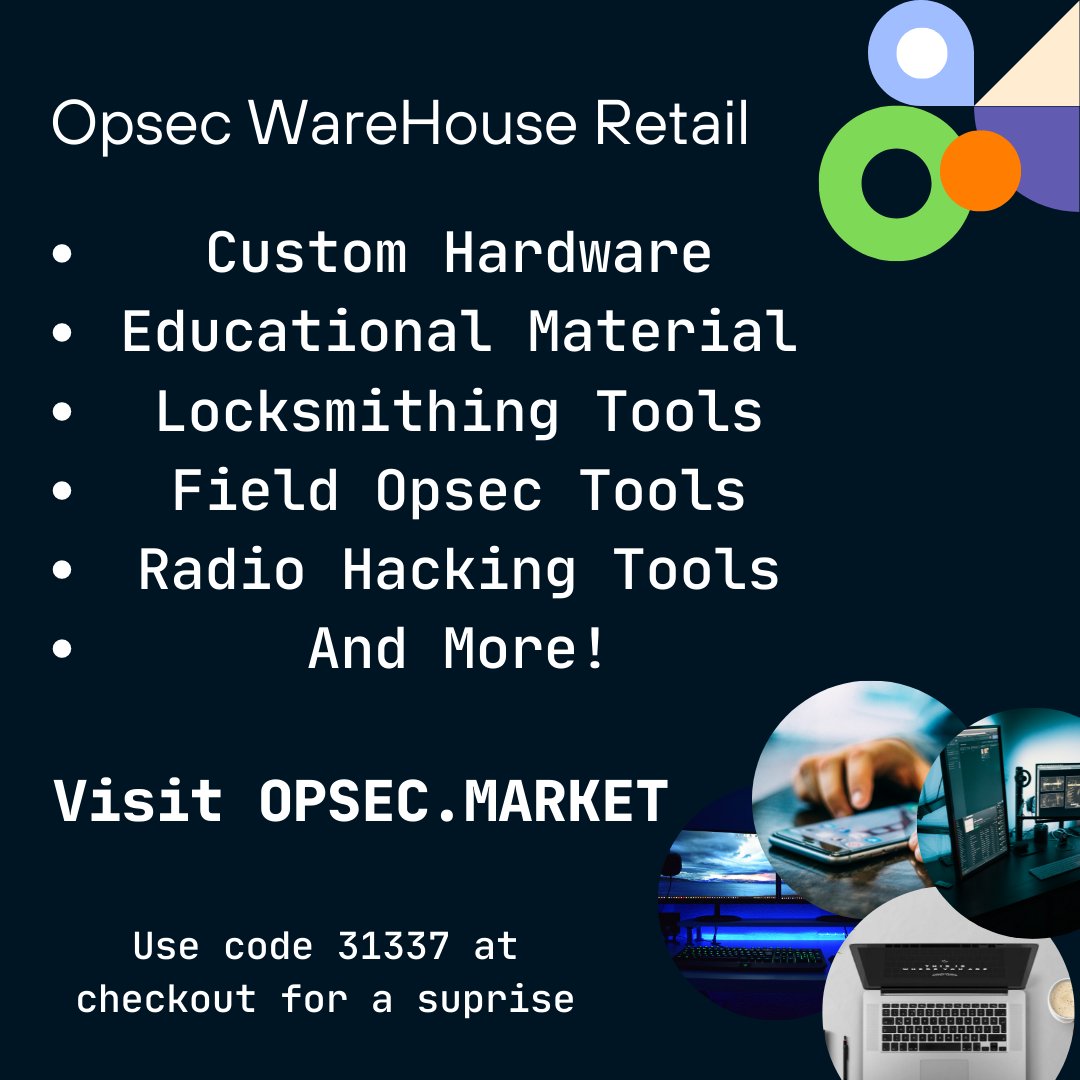 Opsec WareHouse Retail
• Custom Hardware
• Educational Material
• Locksmithing Tools
• Field Opsec Tools
• Radio Hacking Tools
• And More!
Visit OPSEC.MARKET
Use code 31337 at
checkout for a suprise